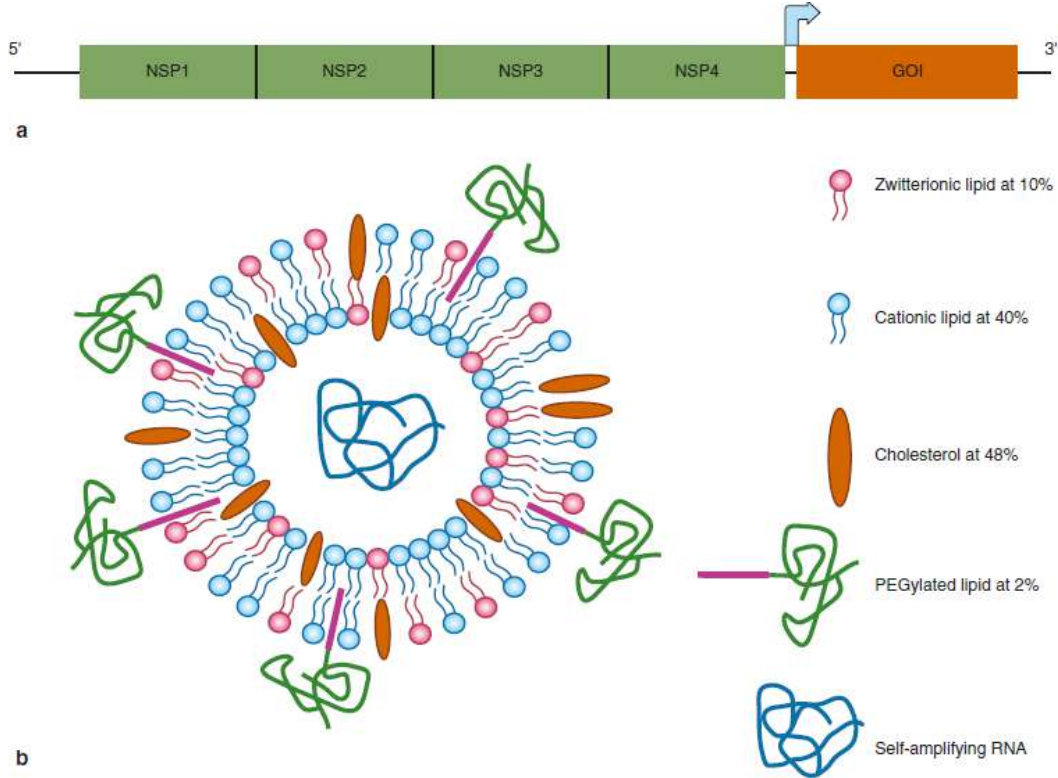 5'
3'
NSP1
NSP2
NSP3
NSP4
GOI
a
Zwitterionic lipid at 10%
Cationic lipid at 40%
Cholesterol at 48%
PEGylated lipid at 2%
Self-amplifying RNA
b